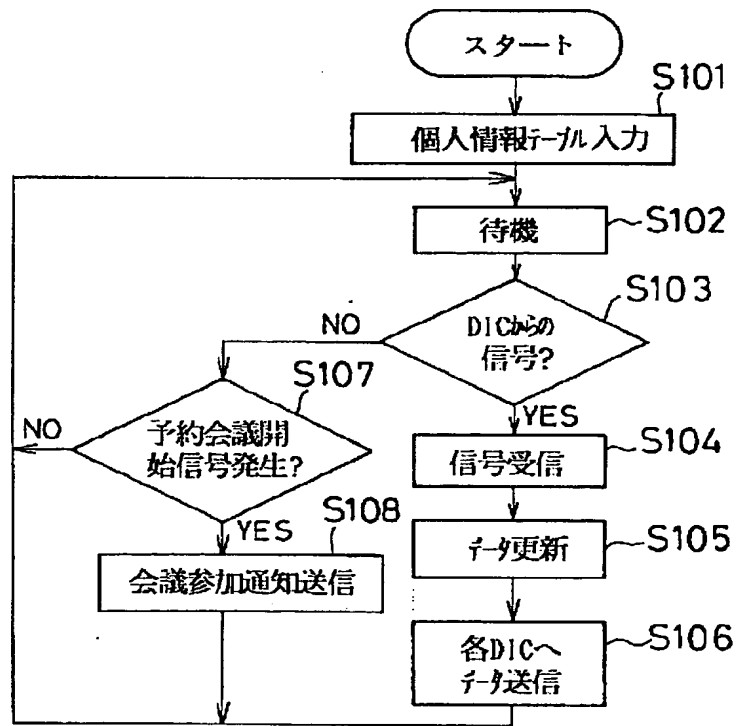 スタート
S101
個人情報テーブル入力
待機
S102
S103
DICからの
信号?
NO
YES
S107
予約会議開
始信号発生?
NO
YES
S104
信号受信
S108
会議参加通知送信
データ更新
S105
各DICへ
データ送信
S106